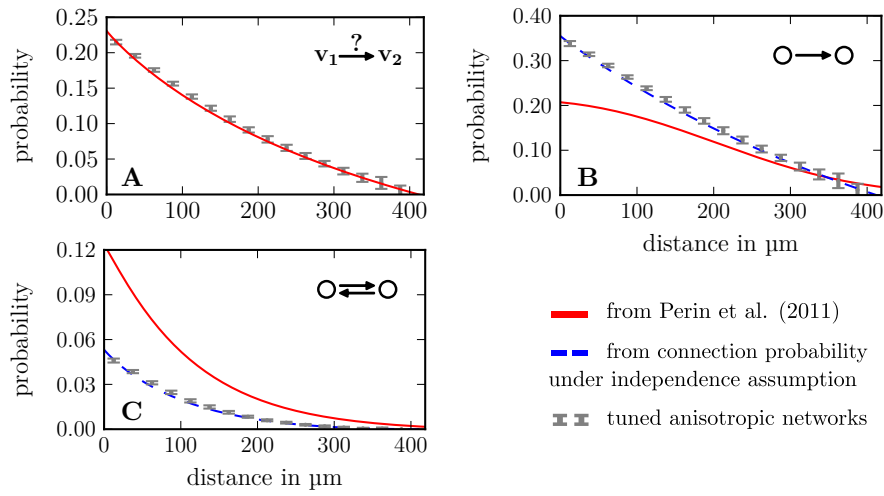 0.25
0.20
0.15
0.10
0.05
0.00
probability
?
v1 v2
A
0 100 200 300 400
0.40
0.30
0.20
0.10
0.00
probability
B
0 100 200 300 400
distance in µm
0.12
0.09
0.06
0.03
0.00
probability
C
0 100 200 300 400
distance in µm
from Perin et al. (2011)
from connection probability
under independence assumption
tuned anisotropic networks